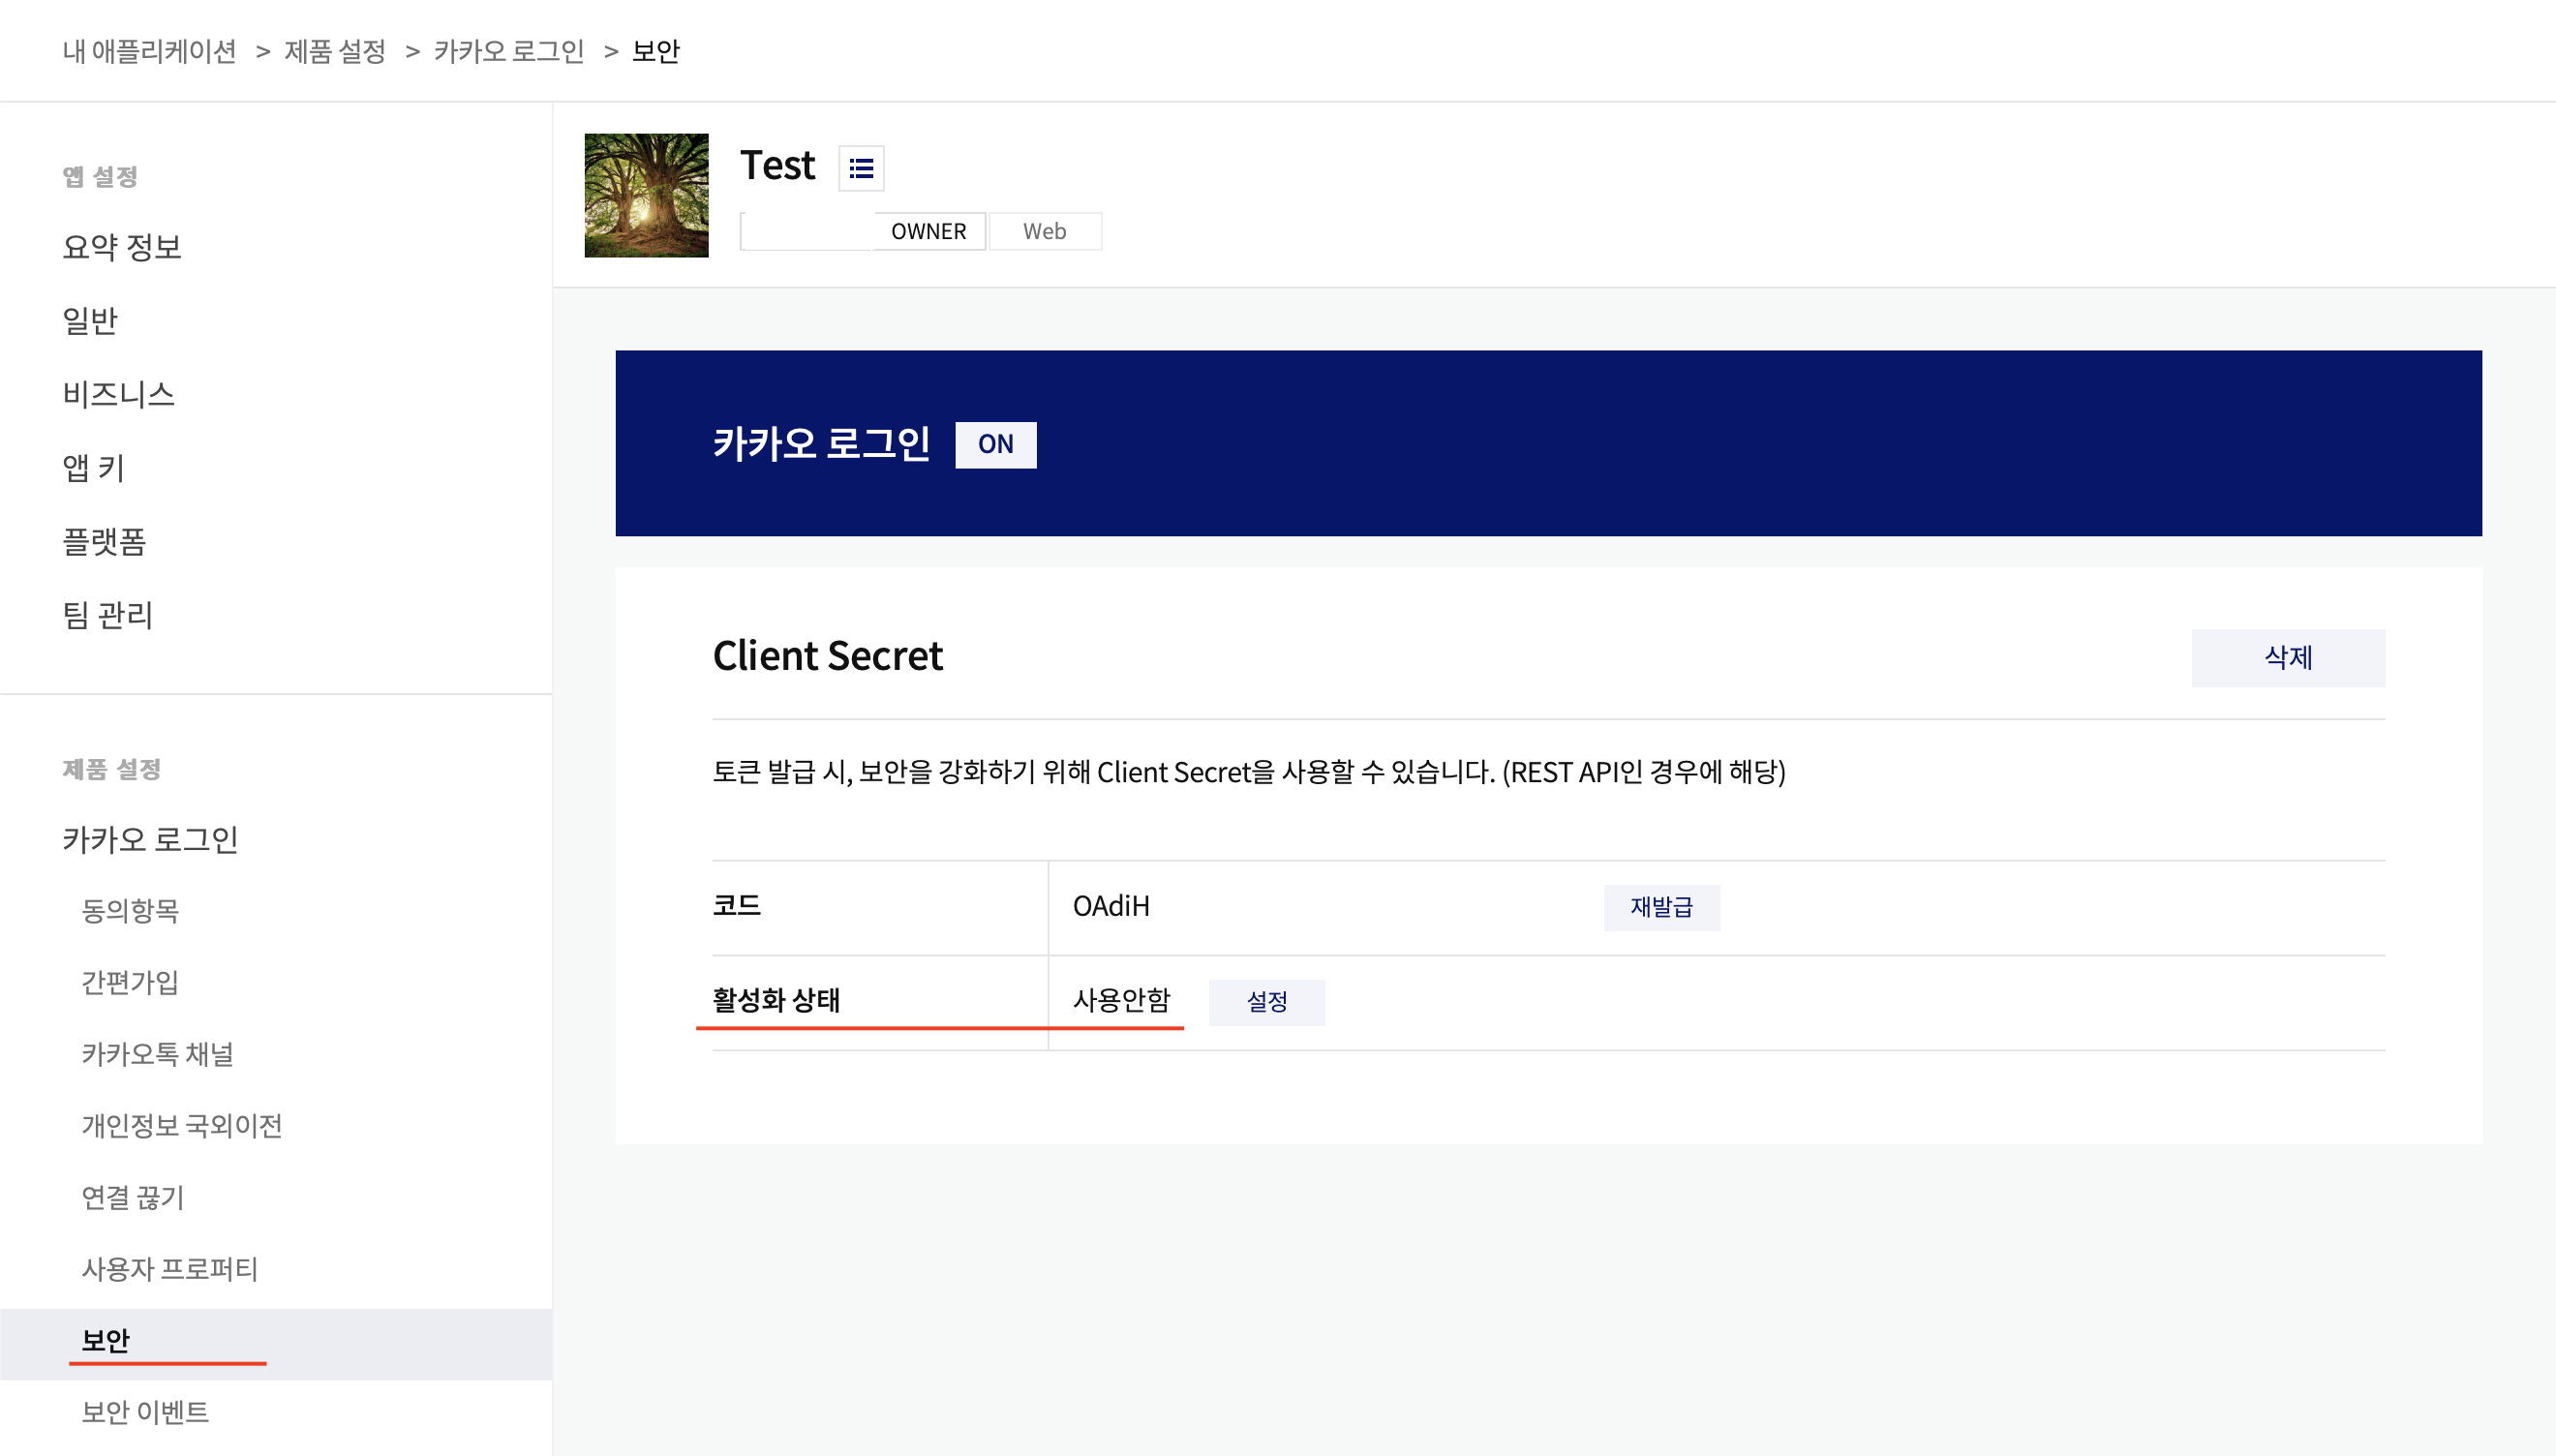 내 애플리케이션 > 제품 설정 > 카카오 로그인 > 보안
앱 설정
요약 정보
일반
비즈니스
앱 키
플랫폼
팀 관리
제품 설정
카카오 로그인
동의항목
간편가입
카카오톡 채널
개인정보 국외이전
연결 끊기
사용자 프로퍼티
보안
보안 이벤트
Test
OWNER Web
카카오 로그인 ON
Client Secret 삭제
토큰 발급 시, 보안을 강화하기 위해 Client Secret을 사용할 수 있습니다. (REST API인 경우에 해당)
코드 OAdiH 재발급
활성화 상태 사용안함 설정